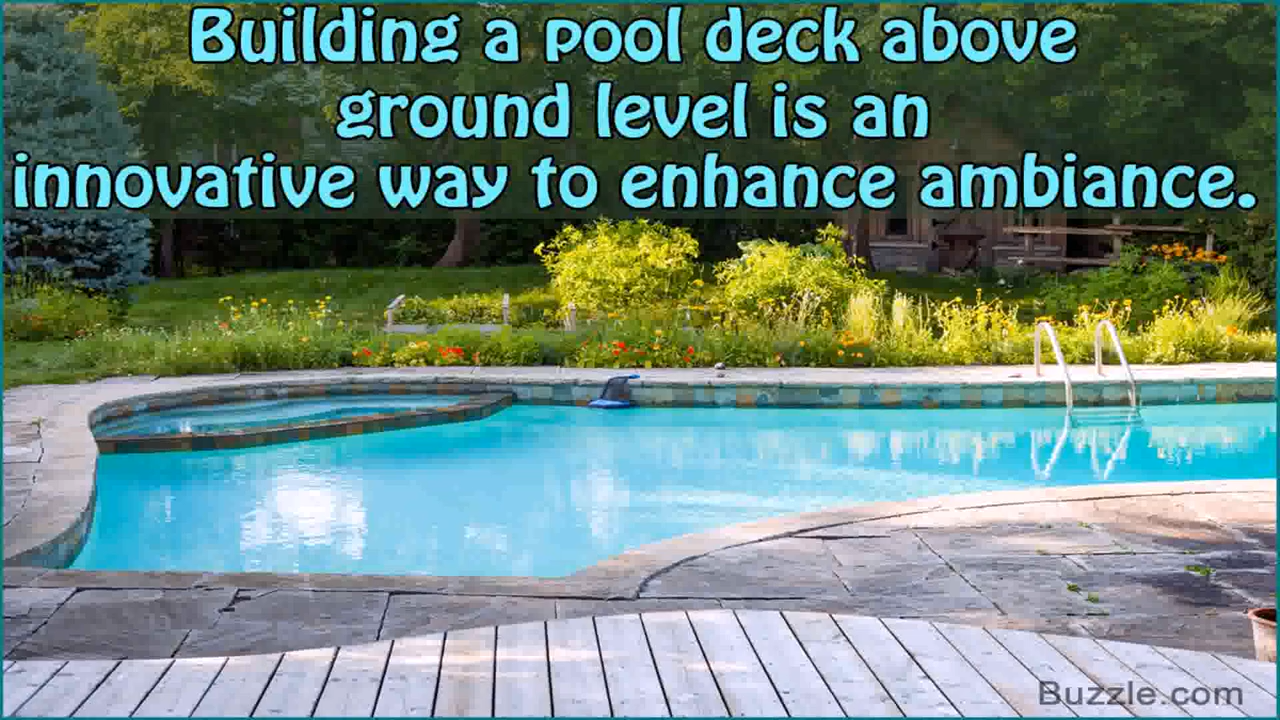 Building a pool deck above
ground level is an
innovative way to enhance ambiance.
Buzzle.com